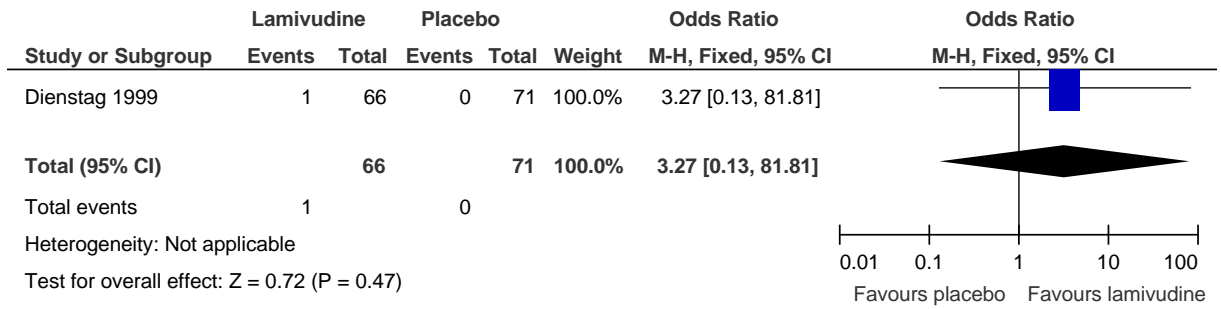 Lamivudine Placebo Odds Ratio Odds Ratio
Study or Subgroup Events Total Events Total Weight M-H, Fixed, 95% CI M-H, Fixed, 95% CI
Dienstag 1999 1 66 0 71 100.0% 3.27 [0.13, 81.81]
Total (95% CI) 66 71 100.0% 3.27 [0.13, 81.81]
Total events 1 0
Heterogeneity: Not applicable
Test for overall effect: Z = 0.72 (P = 0.47)
0.01 0.1 1 10 100
Favours placebo Favours lamivudine